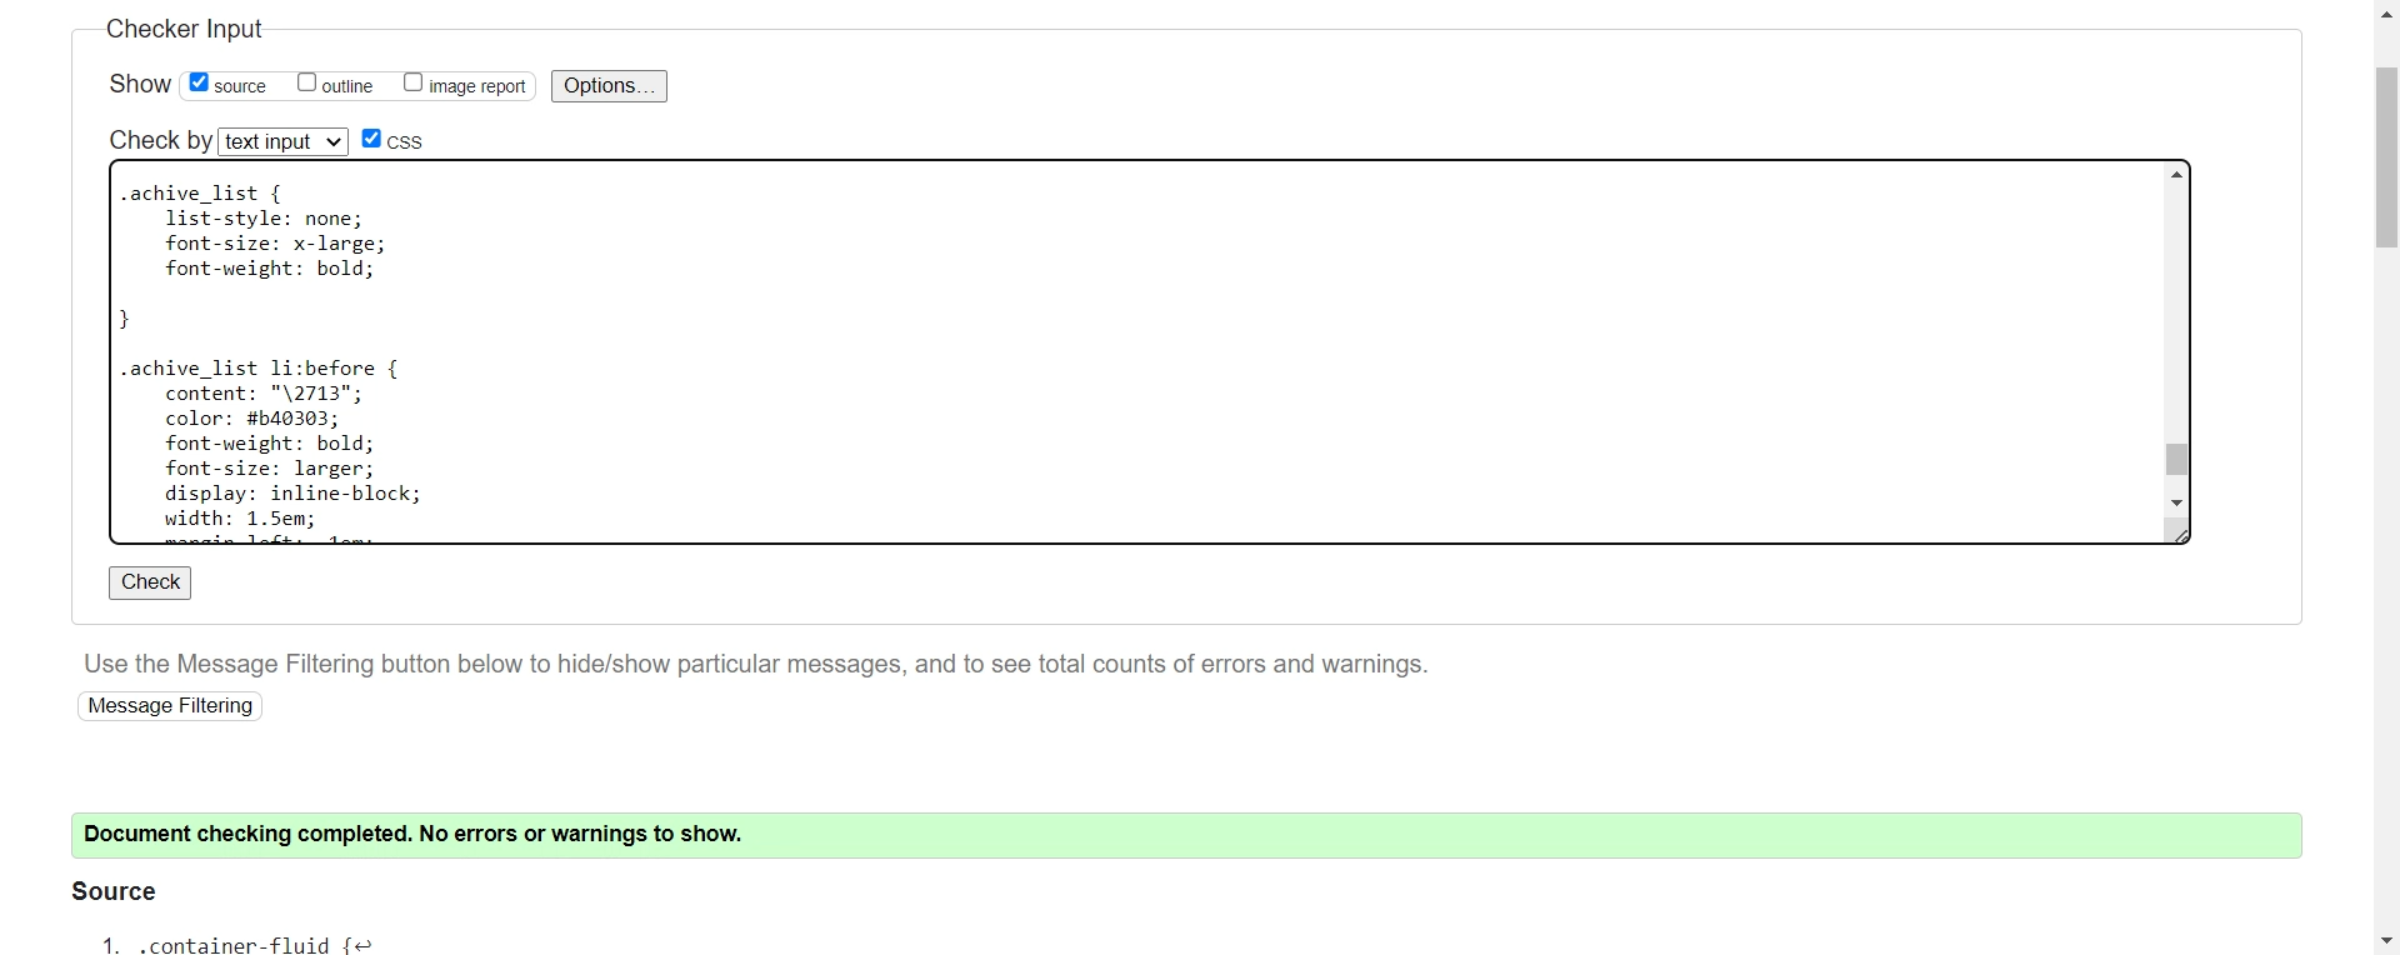 Checker Input
Show source outline image report Options...
Check by text input CSS
.achive_list {
    list-style: none;
    font-size: x-large;
    font-weight: bold;
}
.achive_list li:before {
    content: "\2713";
    color: #b40303;
    font-weight: bold;
    font-size: larger;
    display: inline-block;
    width: 1.5em;
Check
Use the Message Filtering button below to hide/show particular messages, and to see total counts of errors and warnings.
Message Filtering
Document checking completed. No errors or warnings to show.
Source
1. .container-fluid {↩